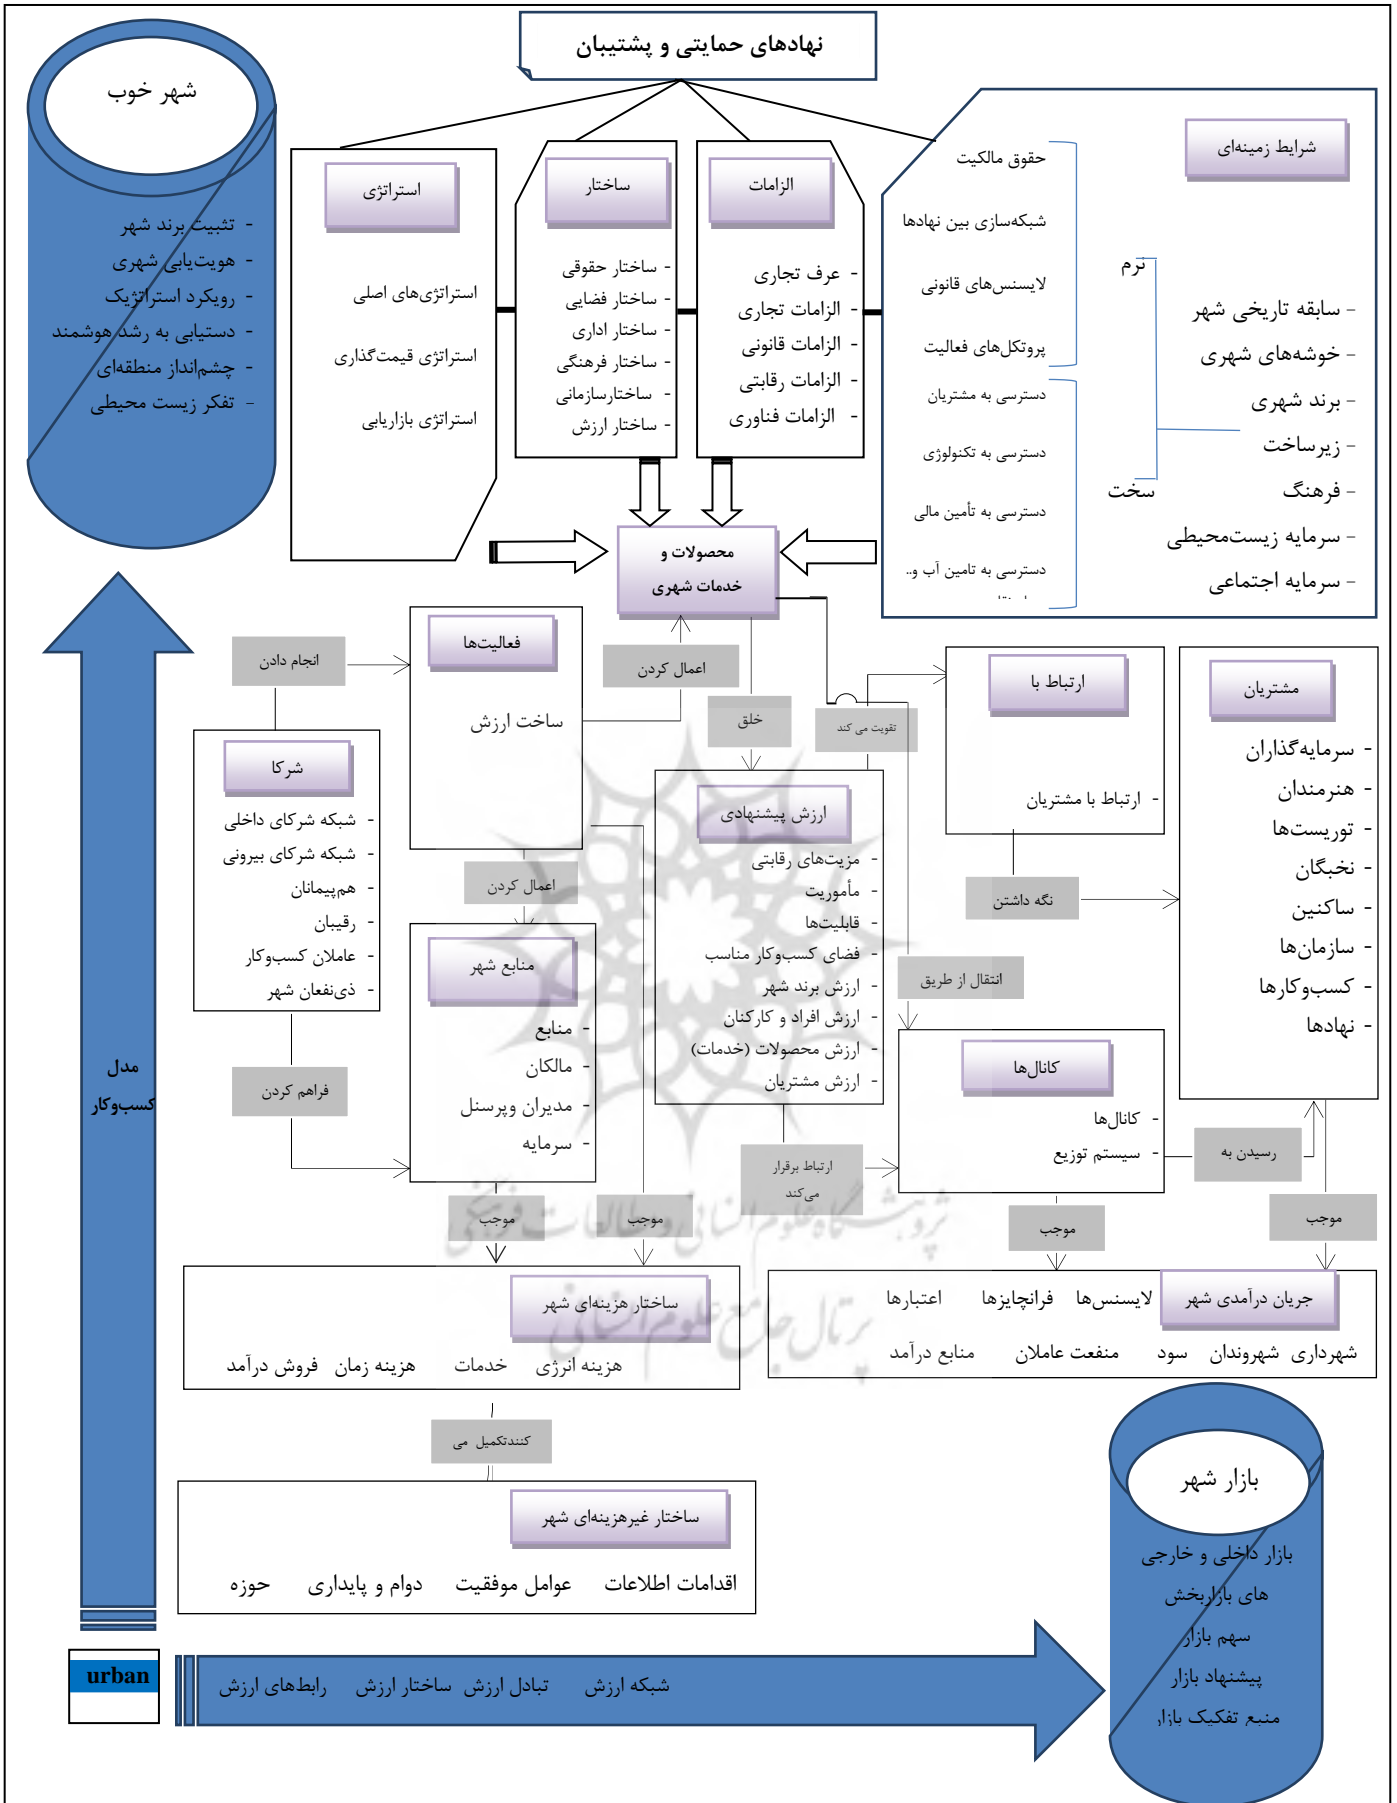 نهادهای حمایتی و پشتیبان
شهر خوب
- تثبیت برند شهر
- هویت‌یابی شهری
- رویکرد استراتژیک
- دستیابی به رشد هوشمند
- چشم‌انداز منطقه‌ای
- تفکر زیست محیطی
شرایط زمینه‌ای
- سابقه تاریخی شهر
- خوشه‌های شهری
- برند شهری
- زیرساخت
- فرهنگ
- سرمایه زیست‌محیطی
- سرمایه اجتماعی
نرم
سخت
حقوق مالکیت
شبکه‌سازی بین نهادها
لایسنس‌های قانونی
پروتکل‌های فعالیت
دسترسی به مشتریان
دسترسی به تکنولوژی
دسترسی به تأمین مالی
دسترسی به تامین آب و..
الزامات
- عرف تجاری
- الزامات تجاری
- الزامات قانونی
- الزامات رقابتی
- الزامات فناوری
ساختار
- ساختار حقوقی
- ساختار فضایی
- ساختار اداری
- ساختار فرهنگی
- ساختارسازمانی
- ساختار ارزش
استراتژی
استراتژی‌های اصلی
استراتژی قیمت‌گذاری
استراتژی بازاریابی
محصولات و
خدمات شهری
فعالیت‌ها
ساخت ارزش
انجام دادن
اعمال کردن
خلق
تقویت می کند
ارتباط با
- ارتباط با مشتریان
مشتریان
- سرمایه‌گذاران
- هنرمندان
- توریست‌ها
- نخبگان
- ساکنین
- سازمان‌ها
- کسب‌وکارها
- نهادها
شرکا
- شبکه شرکای داخلی
- شبکه شرکای بیرونی
- هم‌پیمانان
- رقیبان
- عاملان کسب‌وکار
- ذی‌نفعان شهر
ارزش پیشنهادی
- مزیت‌های رقابتی
- مأموریت
- قابلیت‌ها
- فضای کسب‌وکار مناسب
- ارزش برند شهر
- ارزش افراد و کارکنان
- ارزش محصولات (خدمات)
- ارزش مشتریان
اعمال کردن
نگه داشتن
انتقال از طریق
منابع شهر
- منابع
- مالکان
- مدیران وپرسنل
- سرمایه
کانال‌ها
- کانال‌ها
- سیستم توزیع
فراهم کردن
ارتباط برقرار
می‌کند
رسیدن به
موجب
موجب
موجب
موجب
پژوهشگاه علوم انسانی و مطالعات فرهنگی
پرتال جامع علوم انسانی
ساختار هزینه‌ای شهر
هزینه انرژی خدمات هزینه زمان فروش درآمد
جریان درآمدی شهر
لایسنس‌ها فرانچایزها اعتبارها
شهرداری شهروندان سود منفعت عاملان منابع درآمد
کنندتکمیل می
ساختار غیرهزینه‌ای شهر
اقدامات اطلاعات عوامل موفقیت دوام و پایداری حوزه
مدل
کسب‌وکار
بازار شهر
بازار داخلی و خارجی
های بازاربخش
سهم بازار
پیشنهاد بازار
منبع تفکیک بازار
urban
شبکه ارزش تبادل ارزش ساختار ارزش رابط‌های ارزش